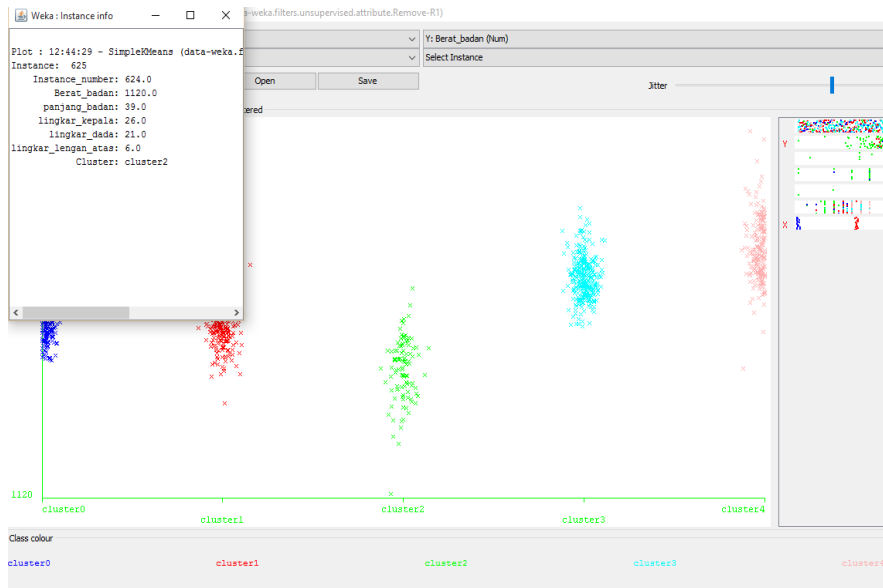 Weka : Instance info
a-weka.filters.unsupervised.attribute.Remove-R1)
Plot : 12:44:29 - SimpleKMeans (data-weka.f
Instance: 625
Instance_number: 624.0
Berat_badan: 1120.0
panjang_badan: 39.0
lingkar_kepala: 26.0
lingkar_dada: 21.0
lingkar_lengan_atas: 6.0
Cluster: cluster2
Y: Berat_badan (Num)
Select Instance
Open
Save
Jitter
tered
Y
X
1120
cluster0
cluster1
cluster2
cluster3
cluster4
Class colour
cluster0
cluster1
cluster2
cluster3
cluster4